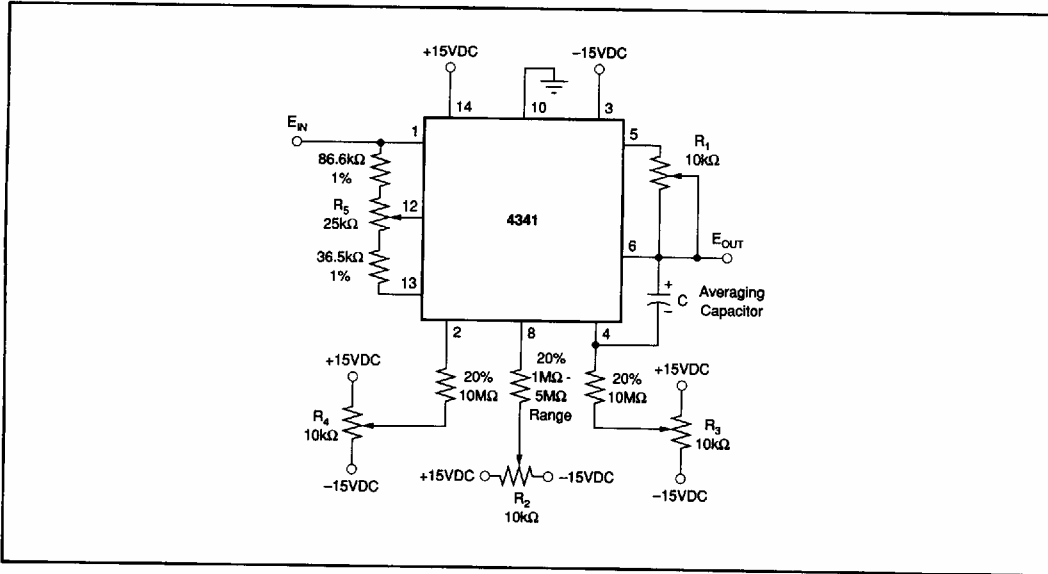 +15VDC
–15VDC
14
10
3
E_IN
1
5
R₁
10kΩ
86.6kΩ
1%
R₅
25kΩ
12
4341
6
E_OUT
36.5kΩ
1%
13
+
C
–
Averaging
Capacitor
2
8
4
20%
10MΩ
20%
1MΩ -
5MΩ
Range
20%
10MΩ
+15VDC
R₄
10kΩ
–15VDC
+15VDC
–15VDC
R₂
10kΩ
+15VDC
R₃
10kΩ
–15VDC